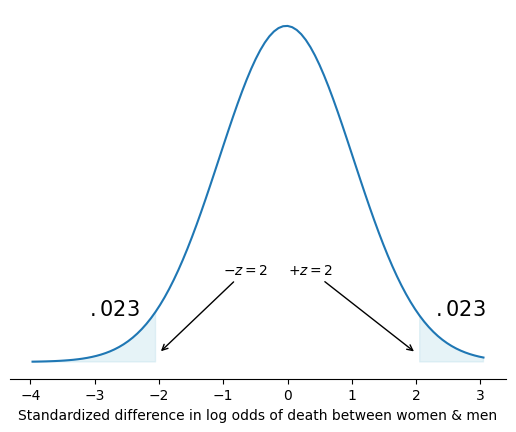 −z = 2 +z = 2
.023 .023
−4 −3 −2 −1 0 1 2 3
Standardized difference in log odds of death between women & men